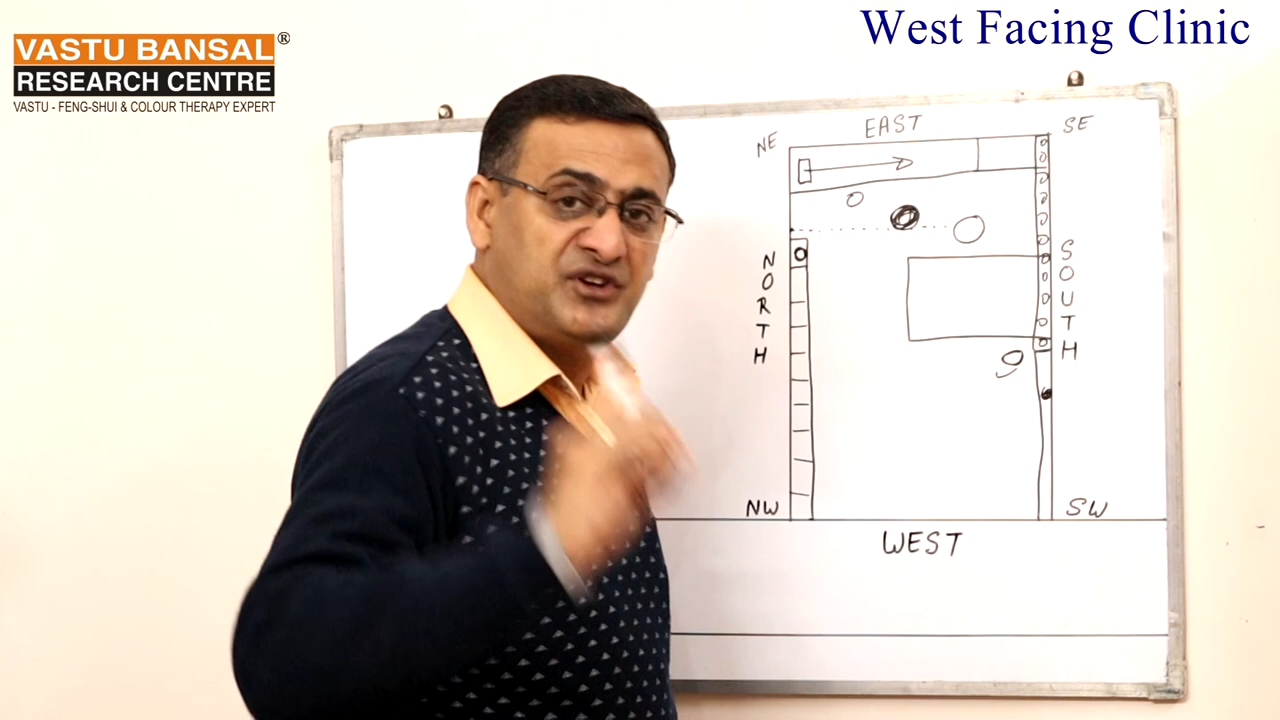 West Facing Clinic
VASTU BANSAL®
RESEARCH CENTRE
VASTU - FENG-SHUI & COLOUR THERAPY EXPERT
NE
EAST
SE
NORTH
SOUTH
NW
SW
WEST